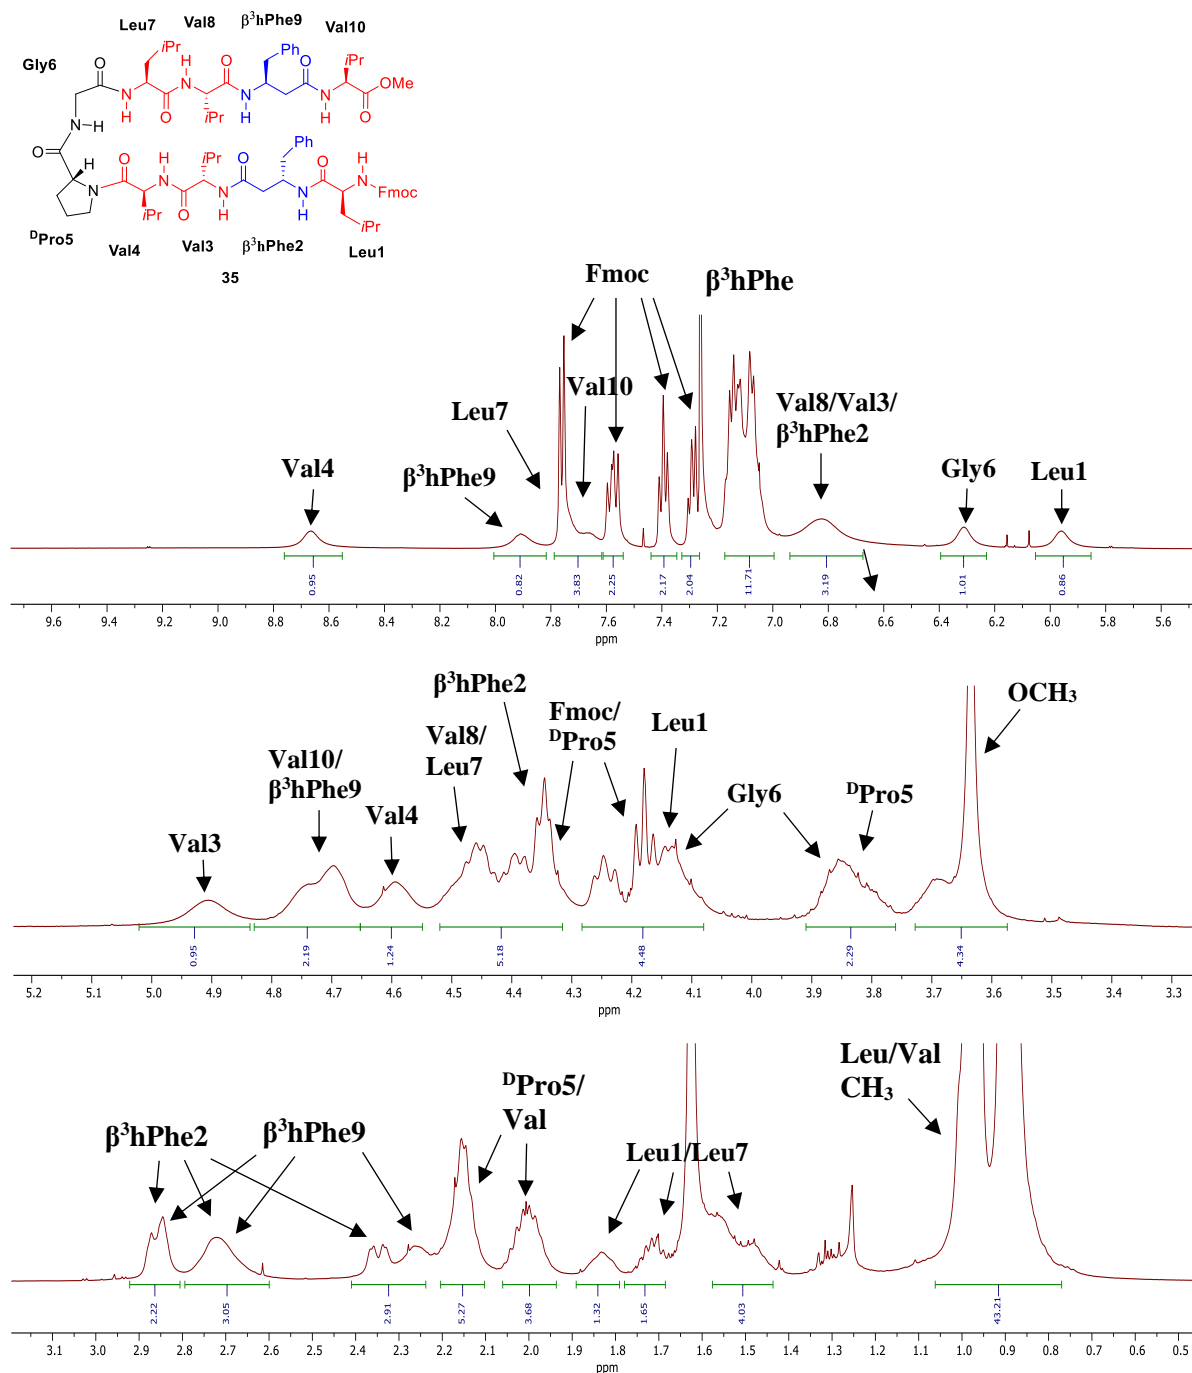 Leu7 Val8 β³hPhe9 Val10
Gly6
iPr Ph iPr
O H N O H N O O OMe
N H O iPr N H N H O
N-H
O
H
N O H N iPr O Ph O H N Fmoc
iPr O N H N H iPr
ᴰPro5 Val4 Val3 β³hPhe2 Leu1
35
Fmoc β³hPhe
Val10
Leu7 Val8/Val3/
β³hPhe2
Val4 β³hPhe9 Gly6 Leu1
0.95 0.82 3.83 2.25 2.17 2.04 11.71 3.19 1.01 0.86
9.6 9.4 9.2 9.0 8.8 8.6 8.4 8.2 8.0 7.8 7.6 7.4 7.2 7.0 6.8 6.6 6.4 6.2 6.0 5.8 5.6
ppm
β³hPhe2 OCH₃
Fmoc/
ᴰPro5 Leu1
Val8/
Leu7
Val10/
β³hPhe9 Gly6 ᴰPro5
Val4
Val3
0.95 2.19 1.24 5.18 4.48 2.29 4.34
5.2 5.1 5.0 4.9 4.8 4.7 4.6 4.5 4.4 4.3 4.2 4.1 4.0 3.9 3.8 3.7 3.6 3.5 3.4 3.3
ppm
Leu/Val
CH₃
ᴰPro5/
Val
β³hPhe2 β³hPhe9 Leu1/Leu7
2.22 3.05 2.91 5.27 3.68 1.32 1.65 4.03 43.21
3.1 3.0 2.9 2.8 2.7 2.6 2.5 2.4 2.3 2.2 2.1 2.0 1.9 1.8 1.7 1.6 1.5 1.4 1.3 1.2 1.1 1.0 0.9 0.8 0.7 0.6 0.5
ppm